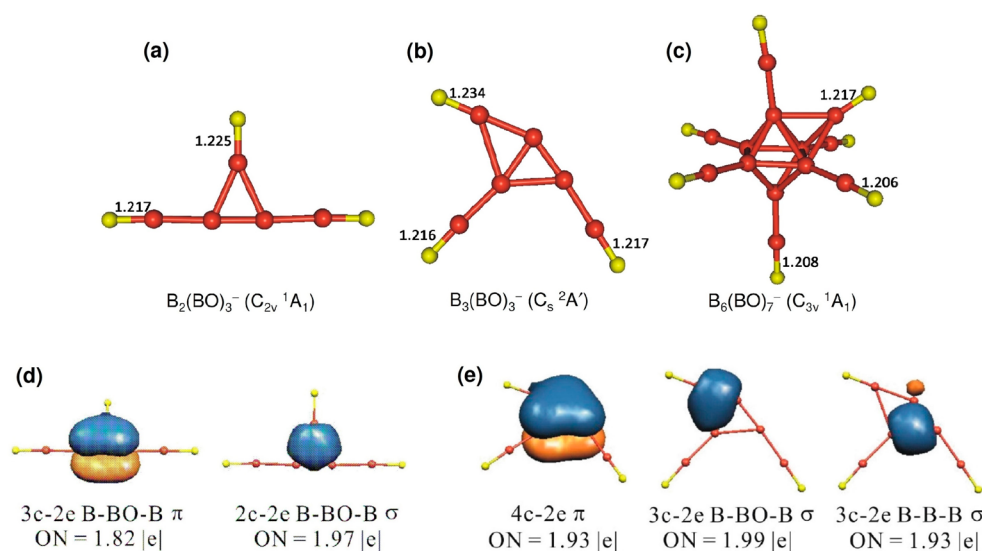 (a)
(b)
(c)
1.225
1.217
1.234
1.216
1.217
1.217
1.206
1.208
B₂(BO)₃⁻ (C₂ᵥ ¹A₁)
B₃(BO)₃⁻ (Cₛ ²A′)
B₆(BO)₇⁻ (C₃ᵥ ¹A₁)
(d)
(e)
3c-2e B-BO-B π
ON = 1.82 |e|
2c-2e B-BO-B σ
ON = 1.97 |e|
4c-2e π
ON = 1.93 |e|
3c-2e B-BO-B σ
ON = 1.99 |e|
3c-2e B-B-B σ
ON = 1.93 |e|